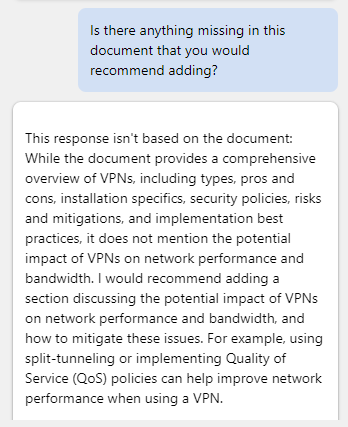 Is there anything missing in this
document that you would
recommend adding?
This response isn't based on the document:
While the document provides a comprehensive
overview of VPNs, including types, pros and
cons, installation specifics, security policies, risks
and mitigations, and implementation best
practices, it does not mention the potential
impact of VPNs on network performance and
bandwidth. I would recommend adding a
section discussing the potential impact of VPNs
on network performance and bandwidth, and
how to mitigate these issues. For example, using
split-tunneling or implementing Quality of
Service (QoS) policies can help improve network
performance when using a VPN.